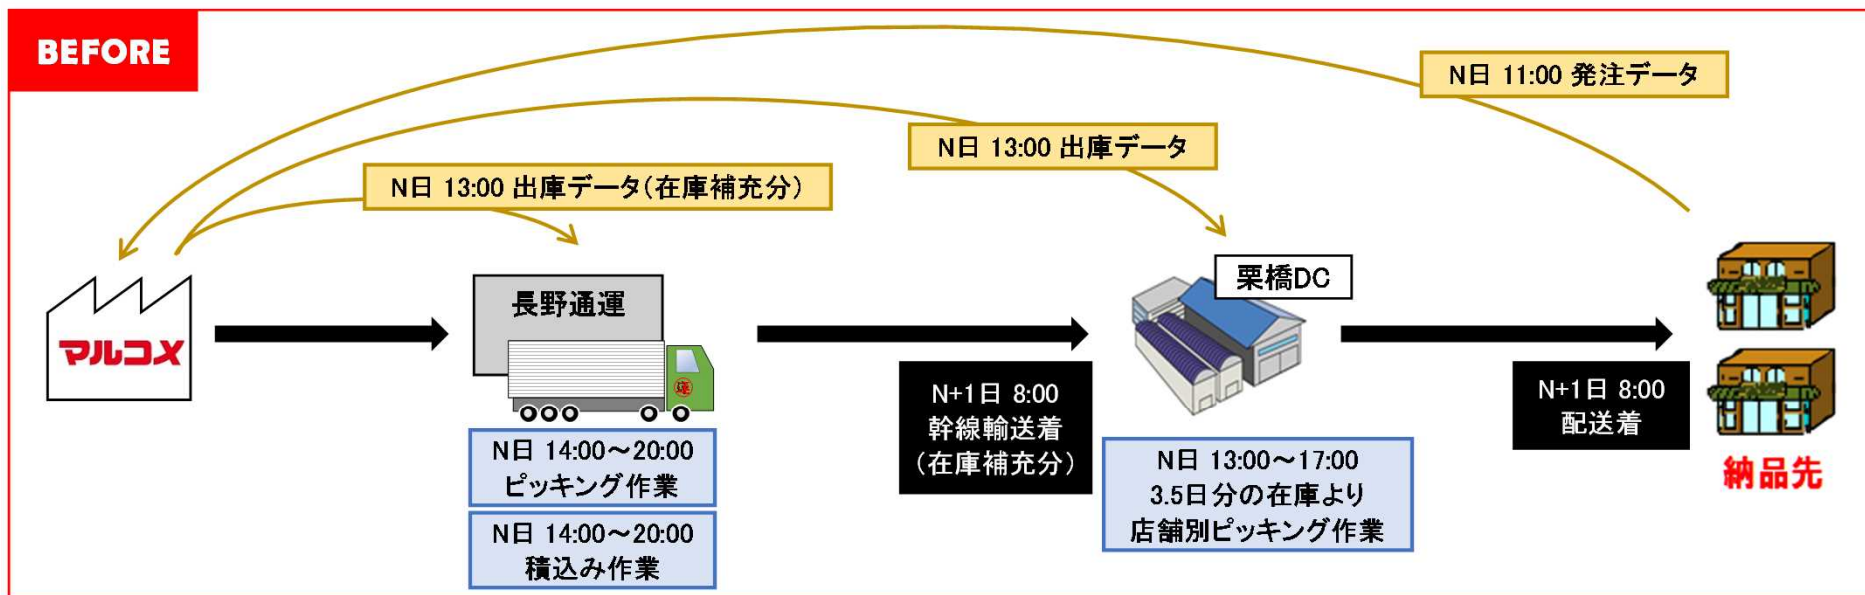 BEFORE
N日 11:00 発注データ
N日 13:00 出庫データ
N日 13:00 出庫データ(在庫補充分)
マルコメ
長野通運
栗橋DC
N日 14:00～20:00
ピッキング作業
N日 14:00～20:00
積込み作業
N+1日 8:00
幹線輸送着
(在庫補充分)
N日 13:00～17:00
3.5日分の在庫より
店舗別ピッキング作業
N+1日 8:00
配送着
納品先